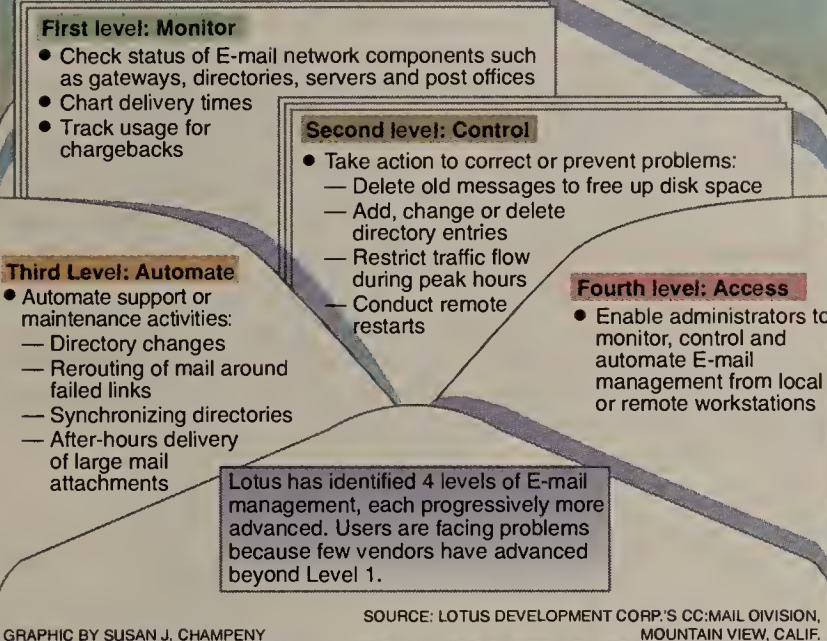 First level: Monitor
● Check status of E-mail network components such
as gateways, directories, servers and post offices
● Chart delivery times
● Track usage for
chargebacks
Second level: Control
● Take action to correct or prevent problems:
— Delete old messages to free up disk space
— Add, change or delete
directory entries
— Restrict traffic flow
during peak hours
— Conduct remote
restarts
Third Level: Automate
● Automate support or
maintenance activities:
— Directory changes
— Rerouting of mail around
failed links
— Synchronizing directories
— After-hours delivery
of large mail
attachments
Fourth level: Access
● Enable administrators to
monitor, control and
automate E-mail
management from local
or remote workstations
Lotus has identified 4 levels of E-mail
management, each progressively more
advanced. Users are facing problems
because few vendors have advanced
beyond Level 1.
SOURCE: LOTUS DEVELOPMENT CORP.'S CC:MAIL DIVISION,
MOUNTAIN VIEW, CALIF.
GRAPHIC BY SUSAN J. CHAMPENY